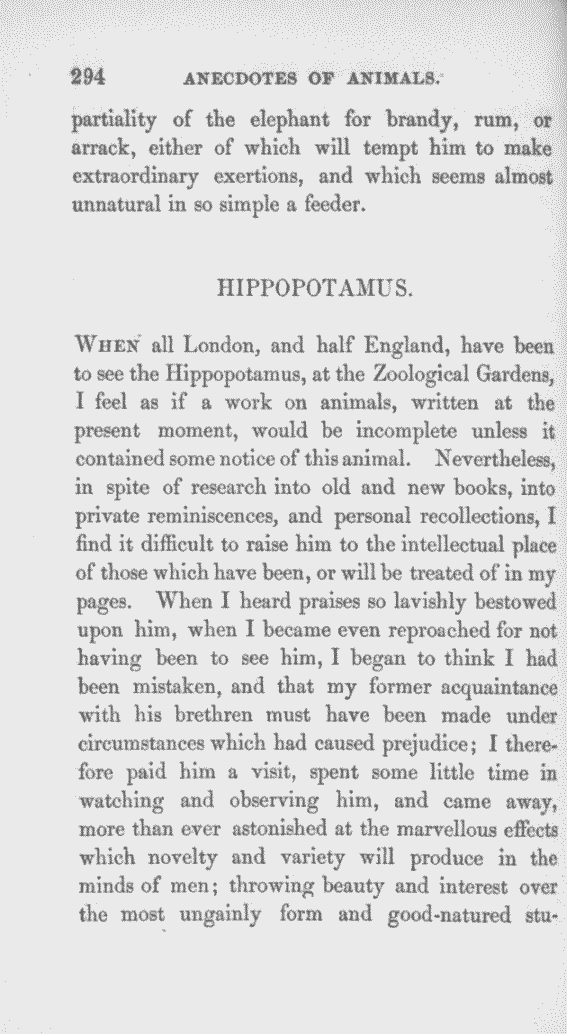 294 ANECDOTES OF ANIMALS.
partiality of the elephant for brandy, rum, or
arrack, either of which will tempt him to make
extraordinary exertions, and which seems almost
unnatural in so simple a feeder.
HIPPOPOTAMUS.
WHEN all London, and half England, have been
to see the Hippopotamus, at the Zoological Gardens,
I feel as if a work on animals, written at the
present moment, would be incomplete unless it
contained some notice of this animal. Nevertheless,
in spite of research into old and new books, into
private reminiscences, and personal recollections, I
find it difficult to raise him to the intellectual place
of those which have been, or will be treated of in my
pages. When I heard praises so lavishly bestowed
upon him, when I became even reproached for not
having been to see him, I began to think I had
been mistaken, and that my former acquaintance
with his brethren must have been made under
circumstances which had caused prejudice; I there-
fore paid him a visit, spent some little time in
watching and observing him, and came away,
more than ever astonished at the marvellous effects
which novelty and variety will produce in the
minds of men; throwing beauty and interest over
the most ungainly form and good-natured stu-